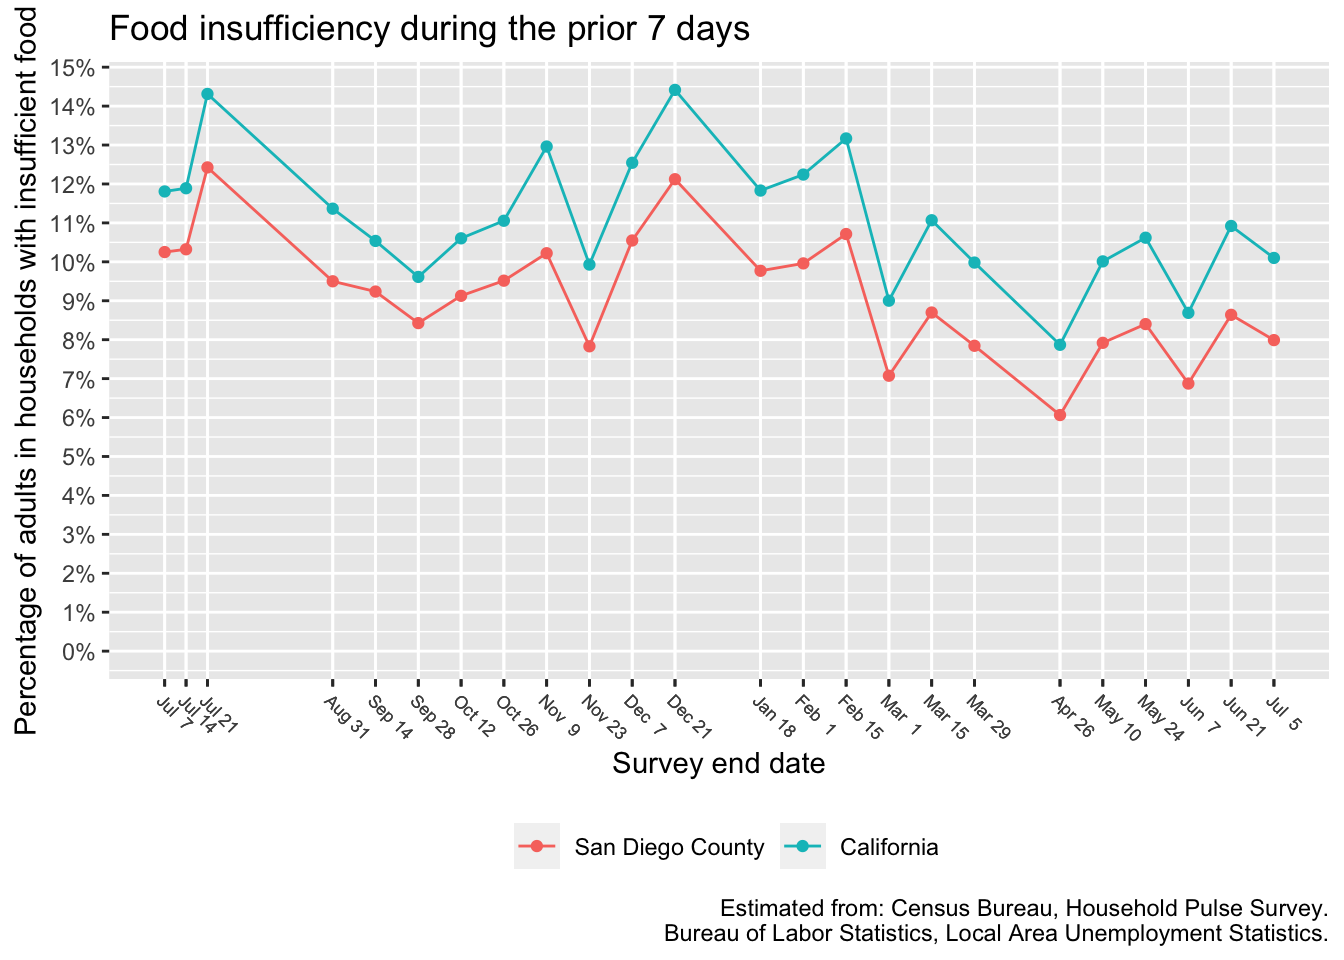 Food insufficiency during the prior 7 days
Percentage of adults in households with insufficient food
15%
14%
13%
12%
11%
10%
9%
8%
7%
6%
5%
4%
3%
2%
1%
0%
Jul 7
Jul 14
Jul 21
Aug 31
Sep 14
Sep 28
Oct 12
Oct 26
Nov 9
Nov 23
Dec 7
Dec 21
Jan 18
Feb 1
Feb 15
Mar 1
Mar 15
Mar 29
Apr 26
May 10
May 24
Jun 7
Jun 21
Jul 5
Survey end date
San Diego County
California
Estimated from: Census Bureau, Household Pulse Survey.
Bureau of Labor Statistics, Local Area Unemployment Statistics.